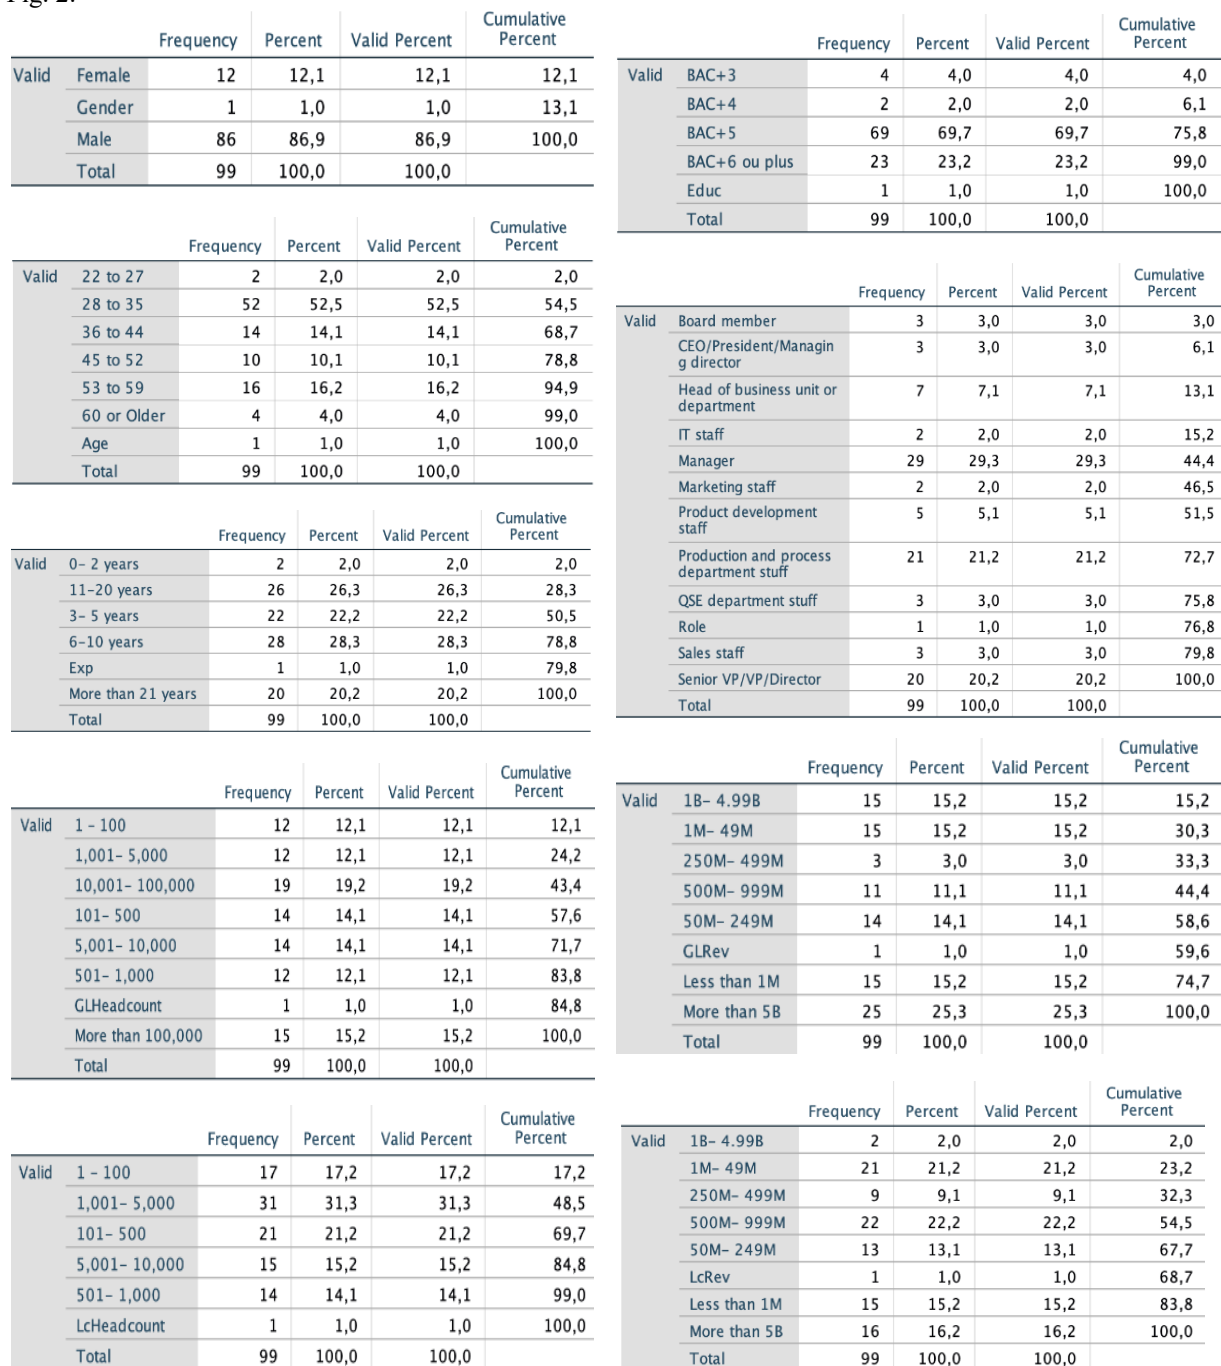 Fig. 2.
Frequency Percent Valid Percent Cumulative Percent
Valid Female 12 12,1 12,1 12,1
Gender 1 1,0 1,0 13,1
Male 86 86,9 86,9 100,0
Total 99 100,0 100,0
Frequency Percent Valid Percent Cumulative Percent
Valid 22 to 27 2 2,0 2,0 2,0
28 to 35 52 52,5 52,5 54,5
36 to 44 14 14,1 14,1 68,7
45 to 52 10 10,1 10,1 78,8
53 to 59 16 16,2 16,2 94,9
60 or Older 4 4,0 4,0 99,0
Age 1 1,0 1,0 100,0
Total 99 100,0 100,0
Frequency Percent Valid Percent Cumulative Percent
Valid 0- 2 years 2 2,0 2,0 2,0
11-20 years 26 26,3 26,3 28,3
3- 5 years 22 22,2 22,2 50,5
6-10 years 28 28,3 28,3 78,8
Exp 1 1,0 1,0 79,8
More than 21 years 20 20,2 20,2 100,0
Total 99 100,0 100,0
Frequency Percent Valid Percent Cumulative Percent
Valid 1 - 100 12 12,1 12,1 12,1
1,001- 5,000 12 12,1 12,1 24,2
10,001- 100,000 19 19,2 19,2 43,4
101- 500 14 14,1 14,1 57,6
5,001- 10,000 14 14,1 14,1 71,7
501- 1,000 12 12,1 12,1 83,8
GLHeadcount 1 1,0 1,0 84,8
More than 100,000 15 15,2 15,2 100,0
Total 99 100,0 100,0
Frequency Percent Valid Percent Cumulative Percent
Valid 1 - 100 17 17,2 17,2 17,2
1,001- 5,000 31 31,3 31,3 48,5
101- 500 21 21,2 21,2 69,7
5,001- 10,000 15 15,2 15,2 84,8
501- 1,000 14 14,1 14,1 99,0
LcHeadcount 1 1,0 1,0 100,0
Total 99 100,0 100,0
Frequency Percent Valid Percent Cumulative Percent
Valid BAC+3 4 4,0 4,0 4,0
BAC+4 2 2,0 2,0 6,1
BAC+5 69 69,7 69,7 75,8
BAC+6 ou plus 23 23,2 23,2 99,0
Educ 1 1,0 1,0 100,0
Total 99 100,0 100,0
Frequency Percent Valid Percent Cumulative Percent
Valid Board member 3 3,0 3,0 3,0
CEO/President/Managin 3 3,0 3,0 6,1
g director
Head of business unit or 7 7,1 7,1 13,1
department
IT staff 2 2,0 2,0 15,2
Manager 29 29,3 29,3 44,4
Marketing staff 2 2,0 2,0 46,5
Product development 5 5,1 5,1 51,5
staff
Production and process 21 21,2 21,2 72,7
department stuff
QSE department stuff 3 3,0 3,0 75,8
Role 1 1,0 1,0 76,8
Sales staff 3 3,0 3,0 79,8
Senior VP/VP/Director 20 20,2 20,2 100,0
Total 99 100,0 100,0
Frequency Percent Valid Percent Cumulative Percent
Valid 1B- 4.99B 15 15,2 15,2 15,2
1M- 49M 15 15,2 15,2 30,3
250M- 499M 3 3,0 3,0 33,3
500M- 999M 11 11,1 11,1 44,4
50M- 249M 14 14,1 14,1 58,6
GLRev 1 1,0 1,0 59,6
Less than 1M 15 15,2 15,2 74,7
More than 5B 25 25,3 25,3 100,0
Total 99 100,0 100,0
Frequency Percent Valid Percent Cumulative Percent
Valid 1B- 4.99B 2 2,0 2,0 2,0
1M- 49M 21 21,2 21,2 23,2
250M- 499M 9 9,1 9,1 32,3
500M- 999M 22 22,2 22,2 54,5
50M- 249M 13 13,1 13,1 67,7
LcRev 1 1,0 1,0 68,7
Less than 1M 15 15,2 15,2 83,8
More than 5B 16 16,2 16,2 100,0
Total 99 100,0 100,0